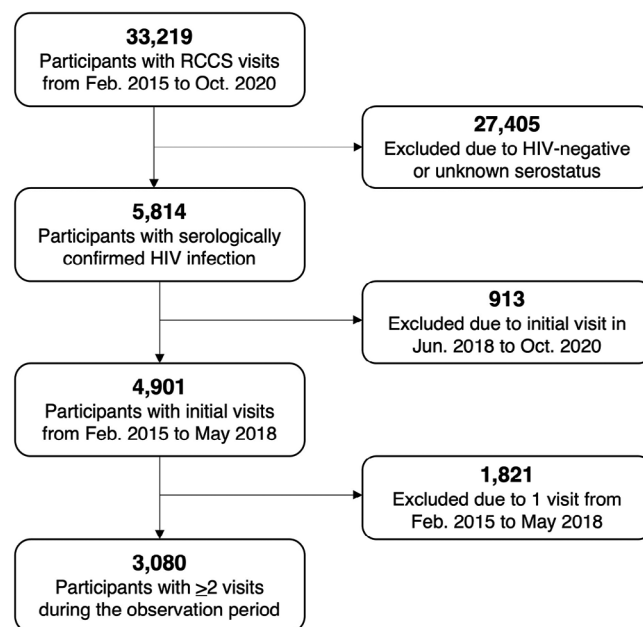 33,219
Participants with RCCS visits
from Feb. 2015 to Oct. 2020
27,405
Excluded due to HIV-negative
or unknown serostatus
5,814
Participants with serologically
confirmed HIV infection
913
Excluded due to initial visit in
Jun. 2018 to Oct. 2020
4,901
Participants with initial visits
from Feb. 2015 to May 2018
1,821
Excluded due to 1 visit from
Feb. 2015 to May 2018
3,080
Participants with ≥2 visits
during the observation period